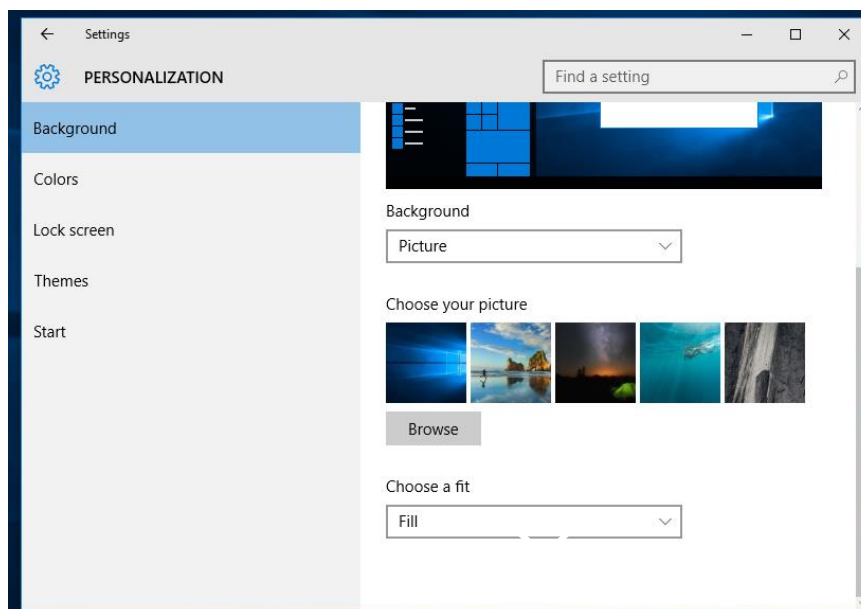 Settings
PERSONALIZATION
Find a setting
Background
Colors
Lock screen
Themes
Start
Background
Picture
Choose your picture
Browse
Choose a fit
Fill